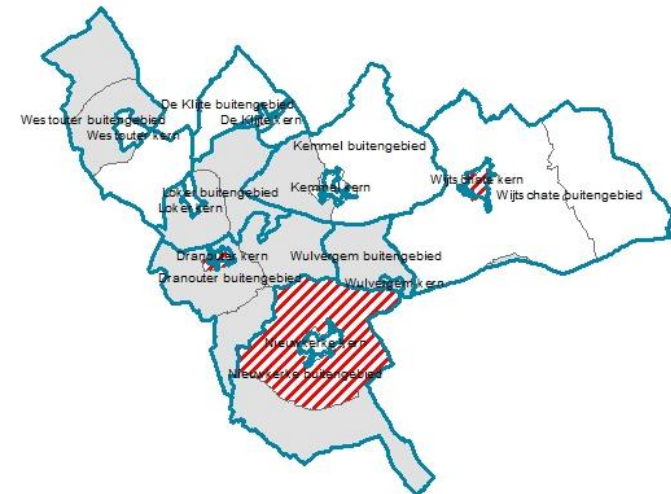 De Klijte buitengebied
Westouter buitengebied
De Klijte kern
Westouter kern
Kemmel buitengebied
Wijtschate kern
Loker buitengebied
Kemmel kern
Wijtschate buitengebied
Loker kern
Dranouter kern
Wulvergem buitengebied
Dranouter buitengebied
Wulvergem kern
Nieuwkerke kern
Nieuwkerke buitengebied